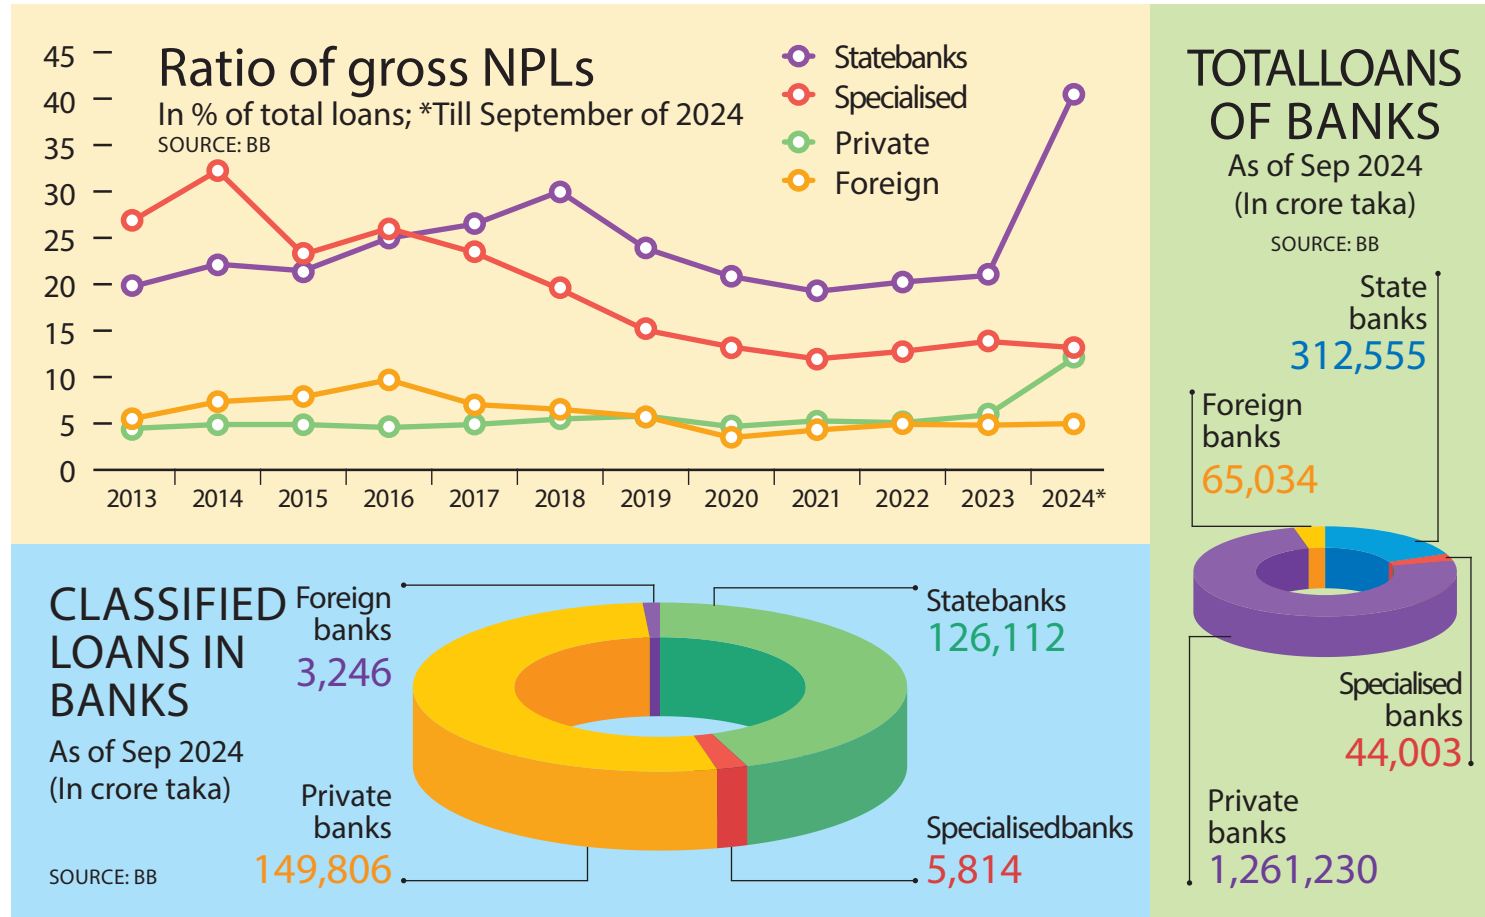 Ratio of gross NPLs
In % of total loans; *Till September of 2024
SOURCE: BB
Statebanks
Specialised
Private
Foreign
45
40
35
30
25
20
15
10
5
0
2013 2014 2015 2016 2017 2018 2019 2020 2021 2022 2023 2024*
CLASSIFIED
LOANS IN
BANKS
As of Sep 2024
(In crore taka)
SOURCE: BB
Foreign
banks
3,246
Private
banks
149,806
Statebanks
126,112
Specialisedbanks
5,814
TOTALLOANS
OF BANKS
As of Sep 2024
(In crore taka)
SOURCE: BB
State
banks
312,555
Foreign
banks
65,034
Specialised
banks
44,003
Private
banks
1,261,230